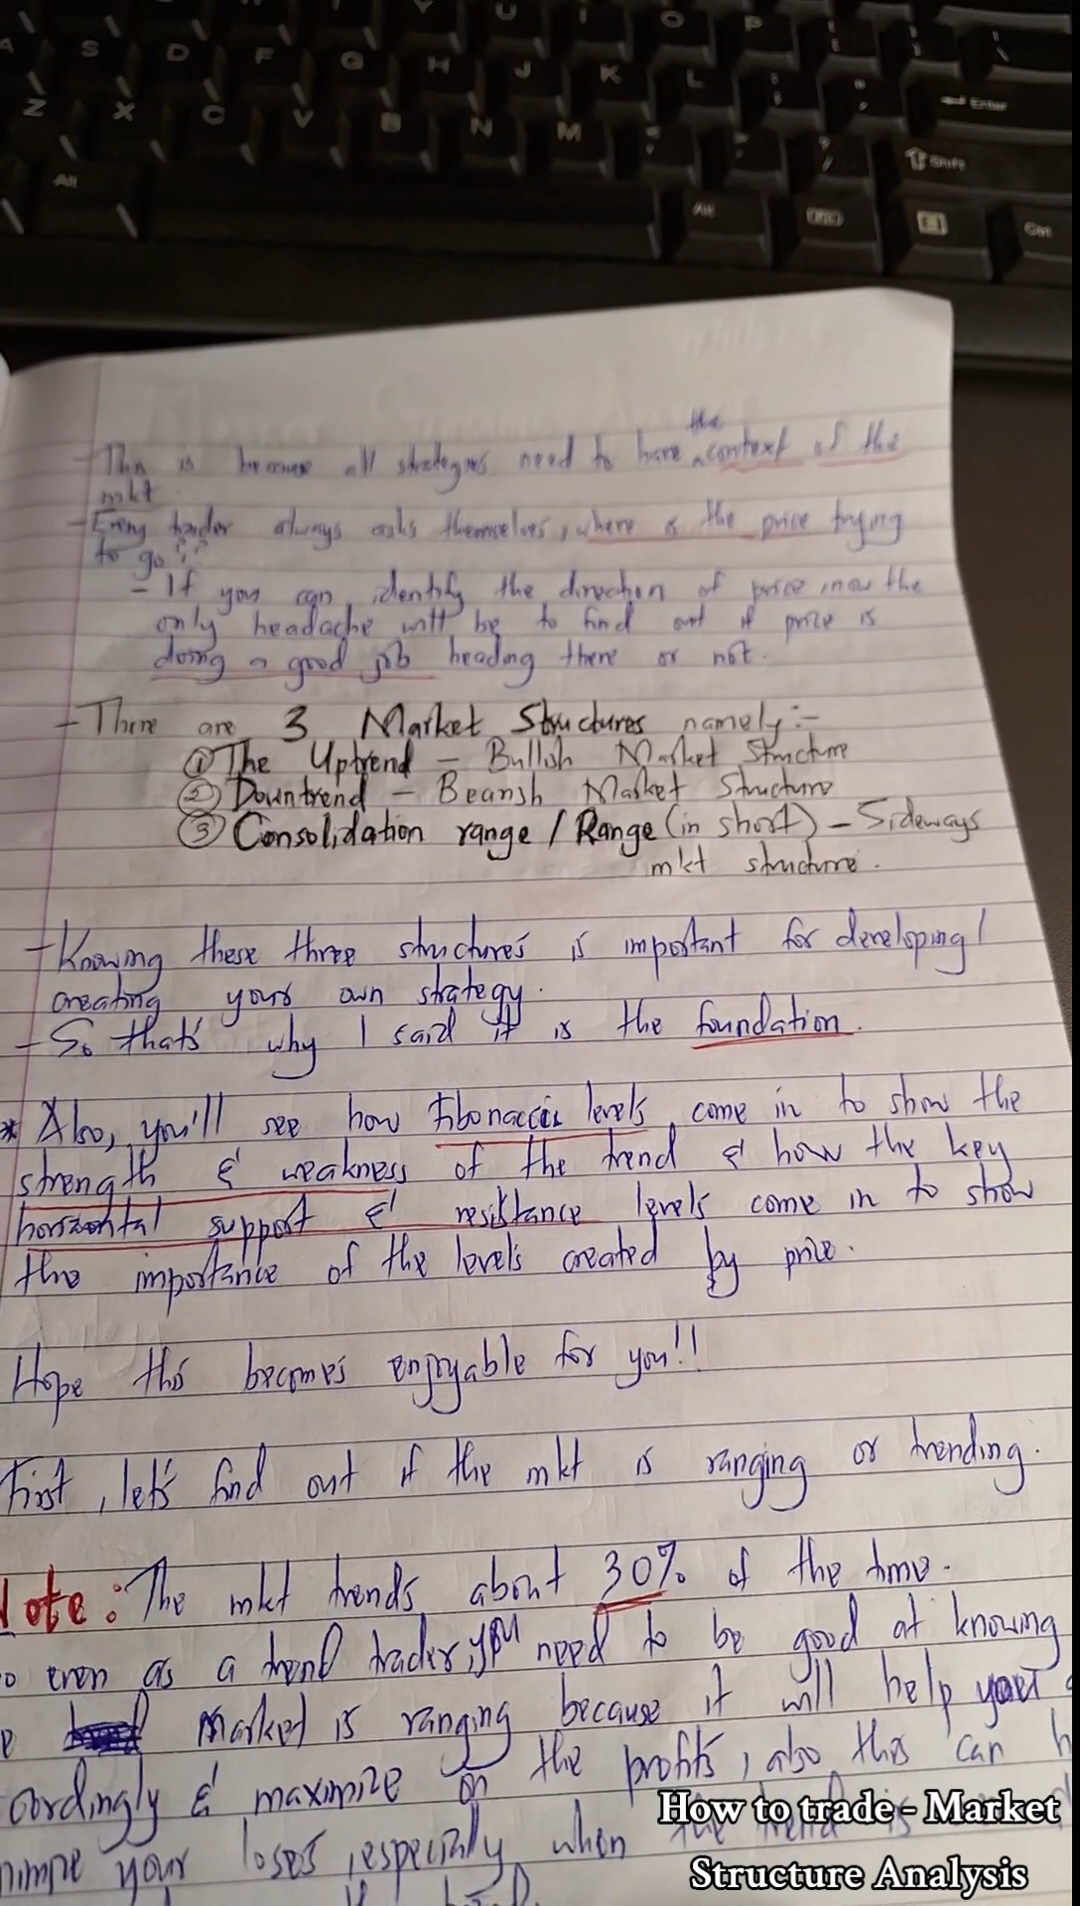 Y U I O P
A S D F G H J K L
Enter
Z X C V B N M
Shift
Alt
Alt
Ctrl
the
- This is because all strategies need to have context of the
mkt
- Every trader always asks themselves, where is the price trying
to go??
- If you can identify the direction of price, now the
only headache will be to find out if price is
doing a good job heading there or not.
- There are 3 Market Structures namely:-
① The Uptrend - Bullish Market Structure
② Downtrend - Bearish Market Structure
③ Consolidation range / Range (in short) - Sideways
mkt structure.
- Knowing these three structures is important for developing/
creating your own strategy.
- So that's why I said it is the foundation.
* Also, you'll see how Fibonacci levels come in to show the
strength & weakness of the trend & how the key
horizontal support & resistance levels come in to show
the importance of the levels created by price.
Hope this becomes enjoyable for you!!
First, let's find out if the mkt is ranging or trending.
Note: The mkt trends about 30% of the time.
o even as a trend trader, you need to be good at knowing
e Market is ranging because it will help your
cordingly & maximize on the profits, also this can h
nimize your loses, especially when the trend is
How to trade - Market
Structure Analysis